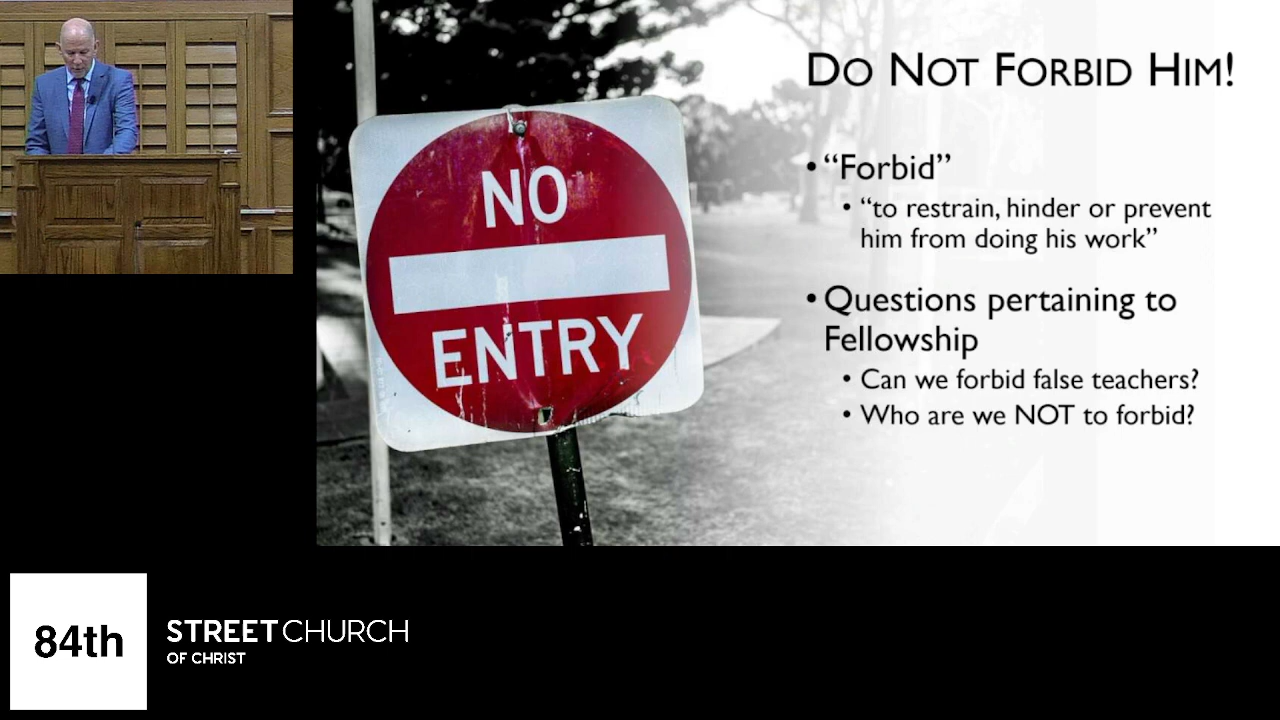 DO NOT FORBID HIM!
• “Forbid”
• “to restrain, hinder or prevent
him from doing his work”
• Questions pertaining to
Fellowship
• Can we forbid false teachers?
• Who are we NOT to forbid?
NO
ENTRY
84th
STREET CHURCH
OF CHRIST